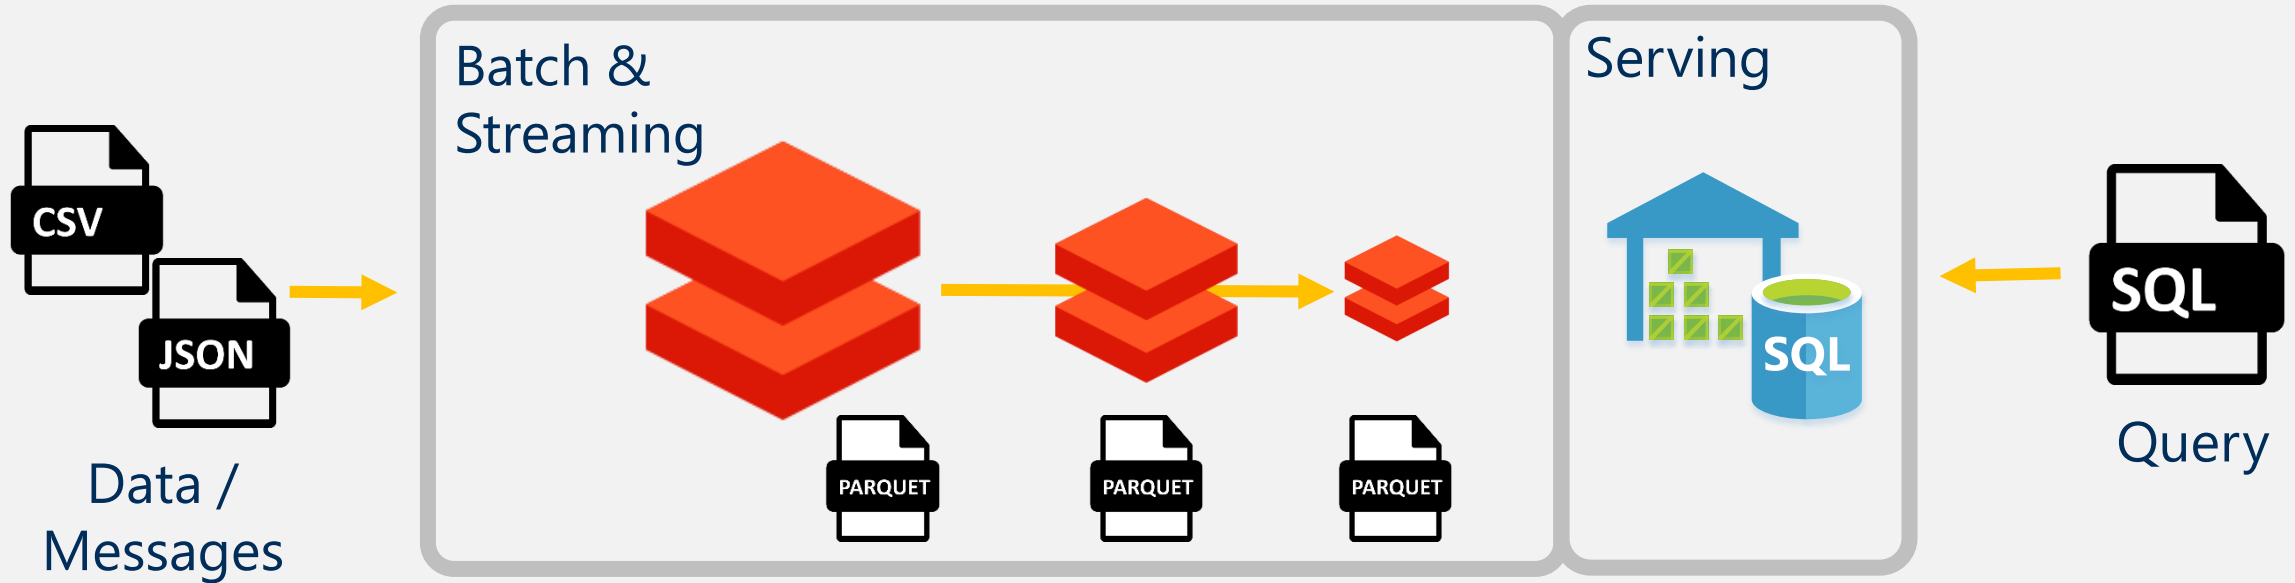 CSV
JSON
Data /
Messages
Batch &
Streaming
PARQUET
PARQUET
PARQUET
Serving
SQL
SQL
Query